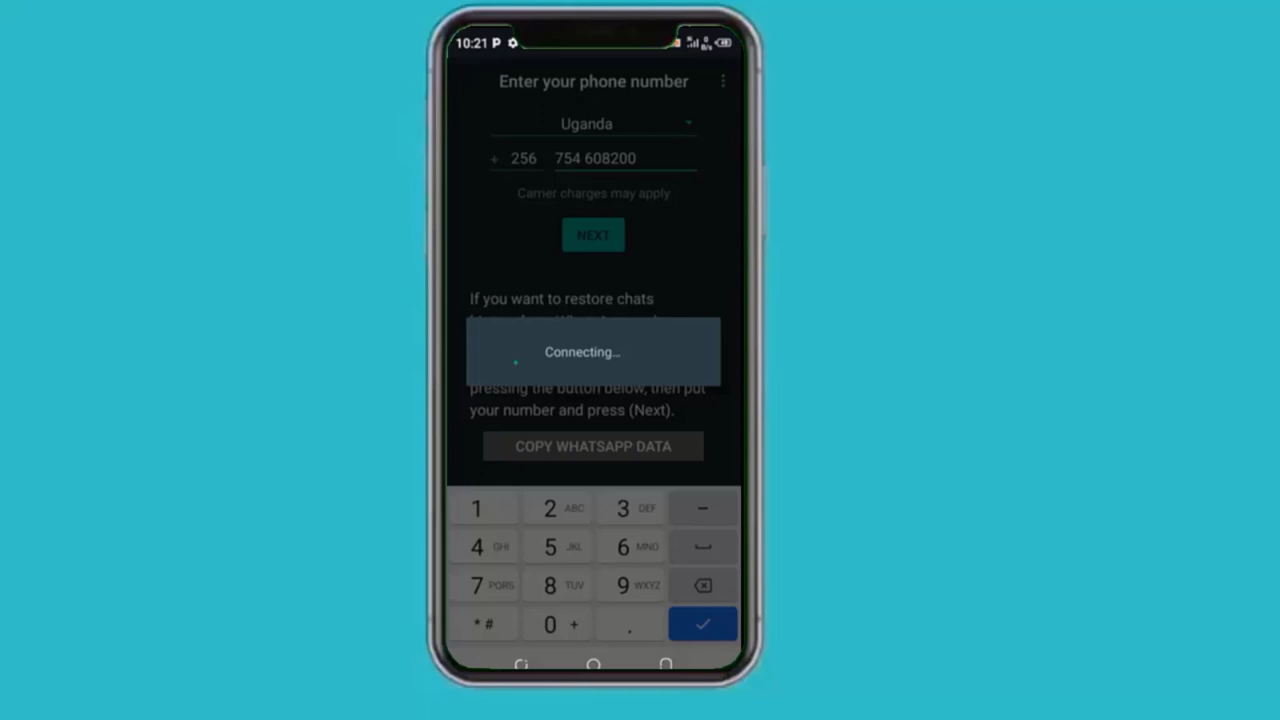 10:21 P
0
B/s
Enter your phone number
Uganda
+ 256 754 608200
Carrier charges may apply
NEXT
If you want to restore chats
Connecting...
pressing the button below, then put
your number and press (Next).
COPY WHATSAPP DATA
1 2 ABC 3 DEF –
4 GHI 5 JKL 6 MNO
7 PQRS 8 TUV 9 WXYZ
* # 0 + .